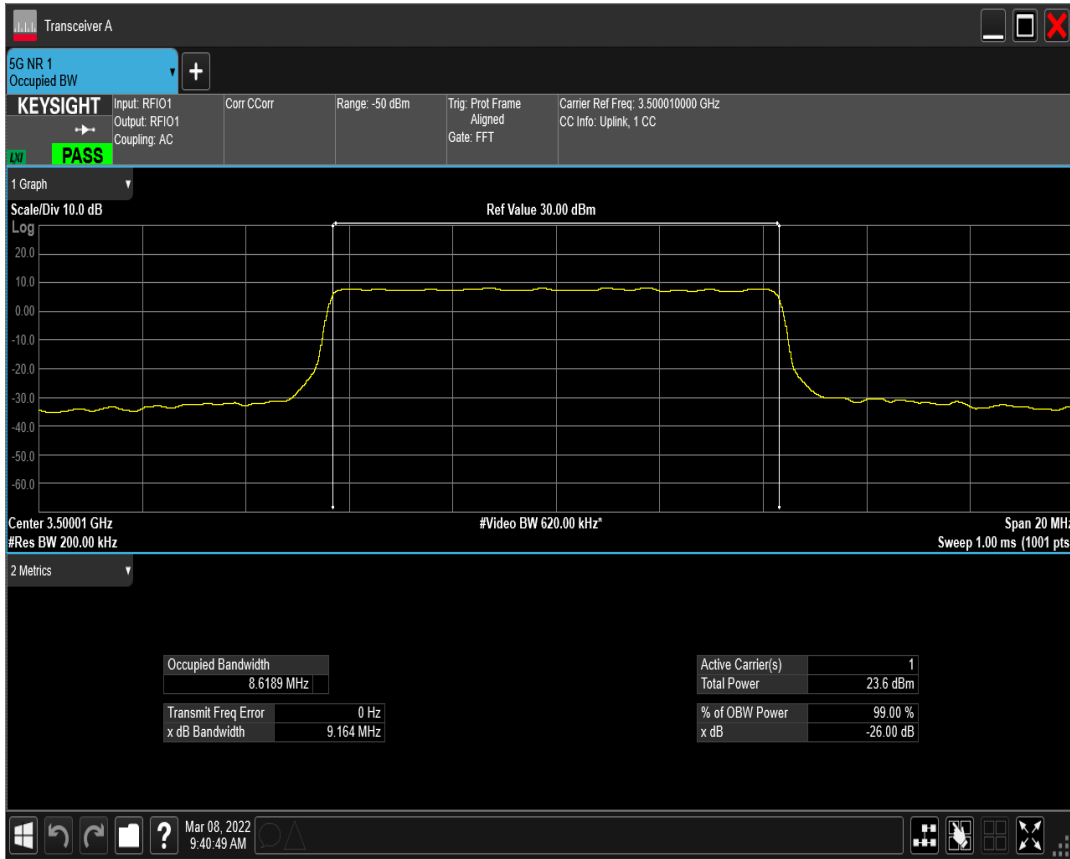 Transceiver A
5G NR 1
Occupied BW
KEYSIGHT
LXI
PASS
Input: RFIO1
Output: RFIO1
Coupling: AC
Corr CCorr
Range: -50 dBm
Trig: Prot Frame
Aligned
Gate: FFT
Carrier Ref Freq: 3.500010000 GHz
CC Info: Uplink, 1 CC
1 Graph
Scale/Div 10.0 dB
Ref Value 30.00 dBm
Log
20.0
10.0
0.00
-10.0
-20.0
-30.0
-40.0
-50.0
-60.0
Center 3.50001 GHz
#Video BW 620.00 kHz*
Span 20 MHz
#Res BW 200.00 kHz
Sweep 1.00 ms (1001 pts
2 Metrics
Occupied Bandwidth
8.6189 MHz
Transmit Freq Error 0 Hz
x dB Bandwidth 9.164 MHz
Active Carrier(s) 1
Total Power 23.6 dBm
% of OBW Power 99.00 %
x dB -26.00 dB
?
Mar 08, 2022
9:40:49 AM